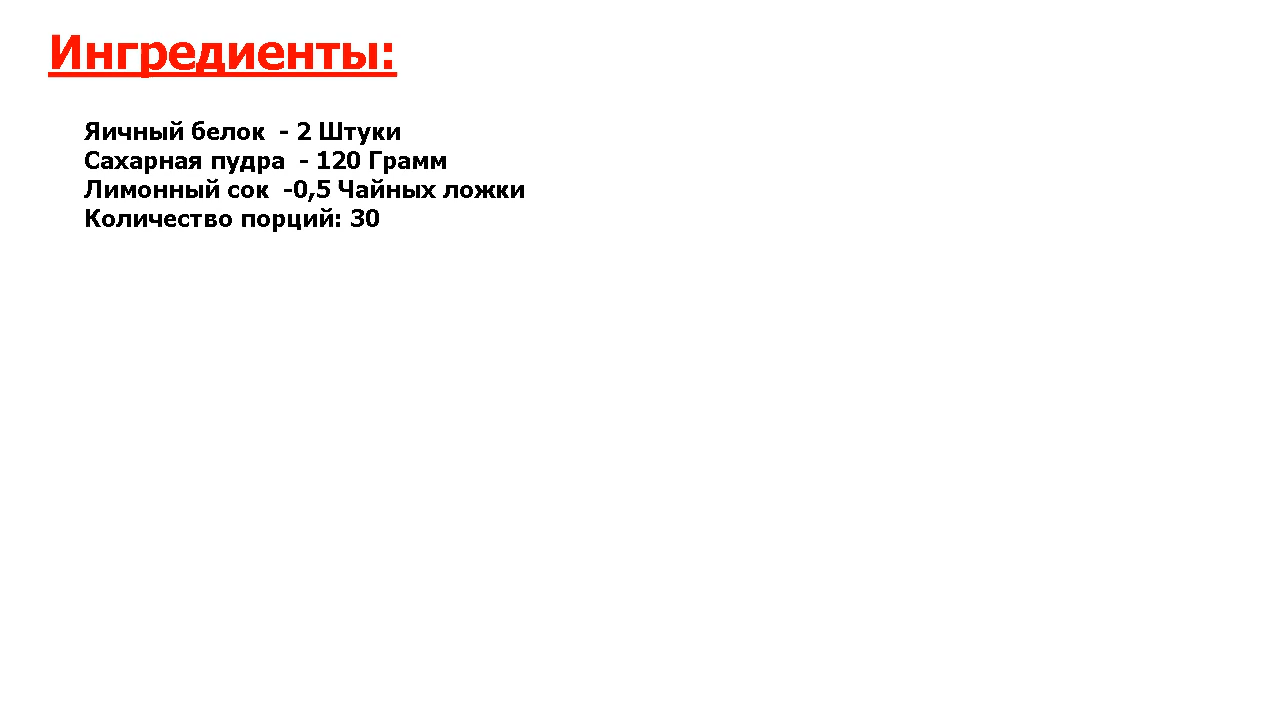 Ингредиенты:
Яичный белок  - 2 Штуки
Сахарная пудра  - 120 Грамм
Лимонный сок  -0,5 Чайных ложки
Количество порций: 30